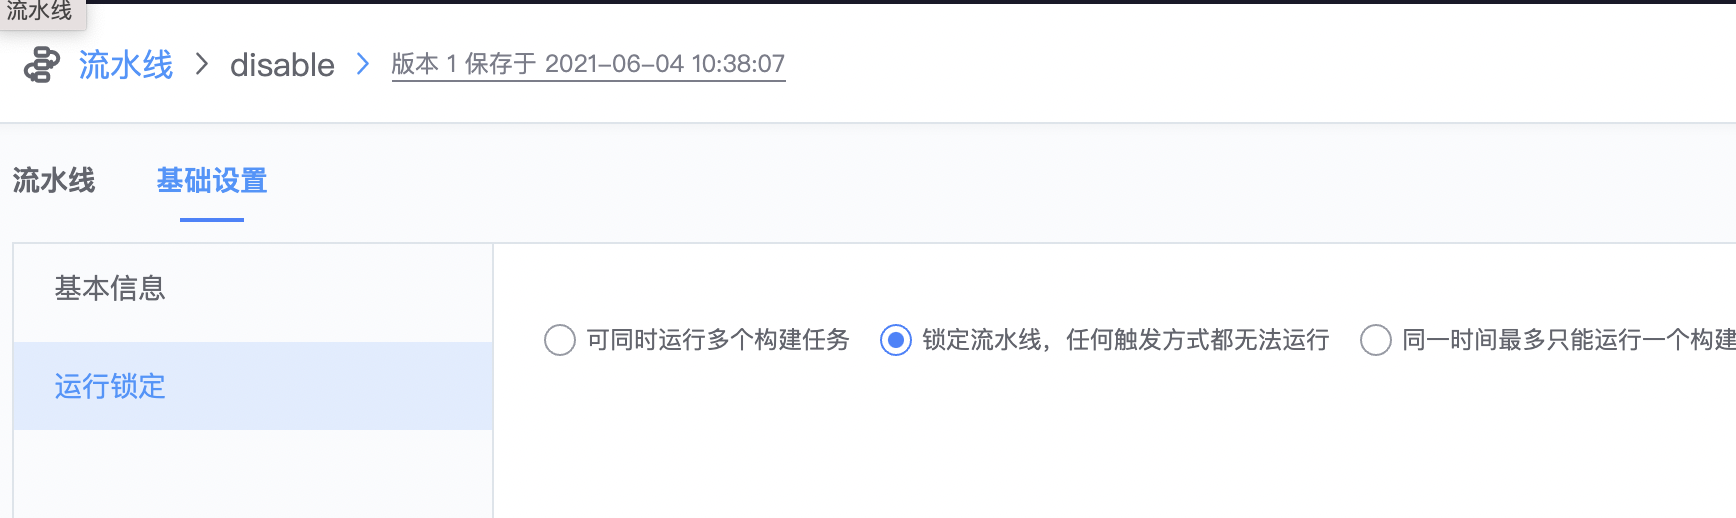 流水线
流水线 > disable > 版本 1 保存于 2021-06-04 10:38:07
流水线 基础设置
基本信息
可同时运行多个构建任务 锁定流水线，任何触发方式都无法运行 同一时间最多只能运行一个构建
运行锁定